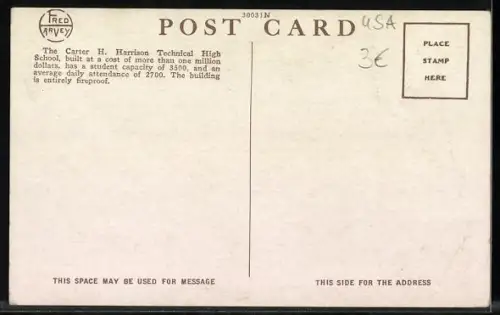 FRED
HARVEY
30031N
POST CARD
USA
3€
The Carter H. Harrison Technical High
School, built at a cost of more than one million
dollars, has a student capacity of 3500, and an
average daily attendance of 2700. The building
is entirely fireproof.
PLACE
STAMP
HERE
THIS SPACE MAY BE USED FOR MESSAGE
THIS SIDE FOR THE ADDRESS